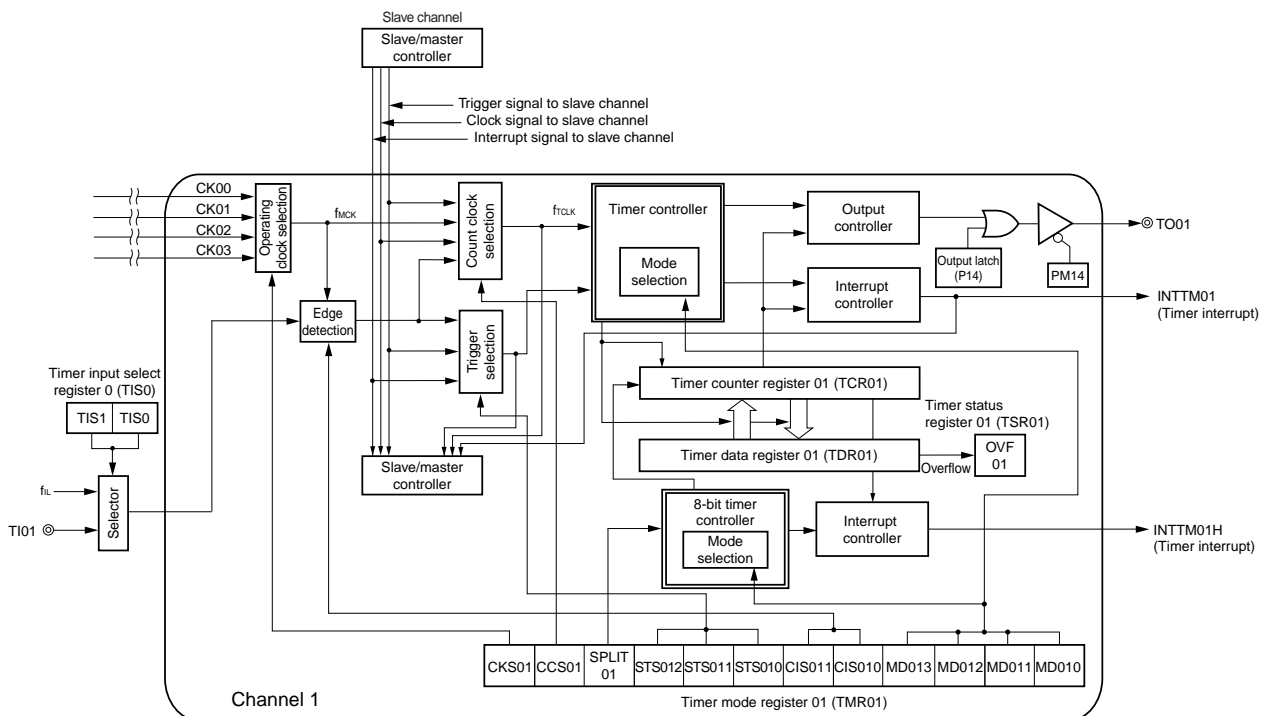 Slave channel
Slave/master
controller
Trigger signal to slave channel
Clock signal to slave channel
Interrupt signal to slave channel
CK00
CK01
CK02
CK03
Operating
clock selection
fMCK
Count clock
selection
fTCLK
Timer controller
Mode
selection
Output
controller
Output latch
(P14)
PM14
TO01
Interrupt
controller
INTTM01
(Timer interrupt)
Edge
detection
Trigger
selection
Timer input select
register 0 (TIS0)
TIS1
TIS0
fIL
TI01
Selector
Slave/master
controller
Timer counter register 01 (TCR01)
Timer status
register 01 (TSR01)
Timer data register 01 (TDR01)
Overflow
OVF
01
8-bit timer
controller
Mode
selection
Interrupt
controller
INTTM01H
(Timer interrupt)
CKS01
CCS01
SPLIT
01
STS012
STS011
STS010
CIS011
CIS010
MD013
MD012
MD011
MD010
Channel 1
Timer mode register 01 (TMR01)